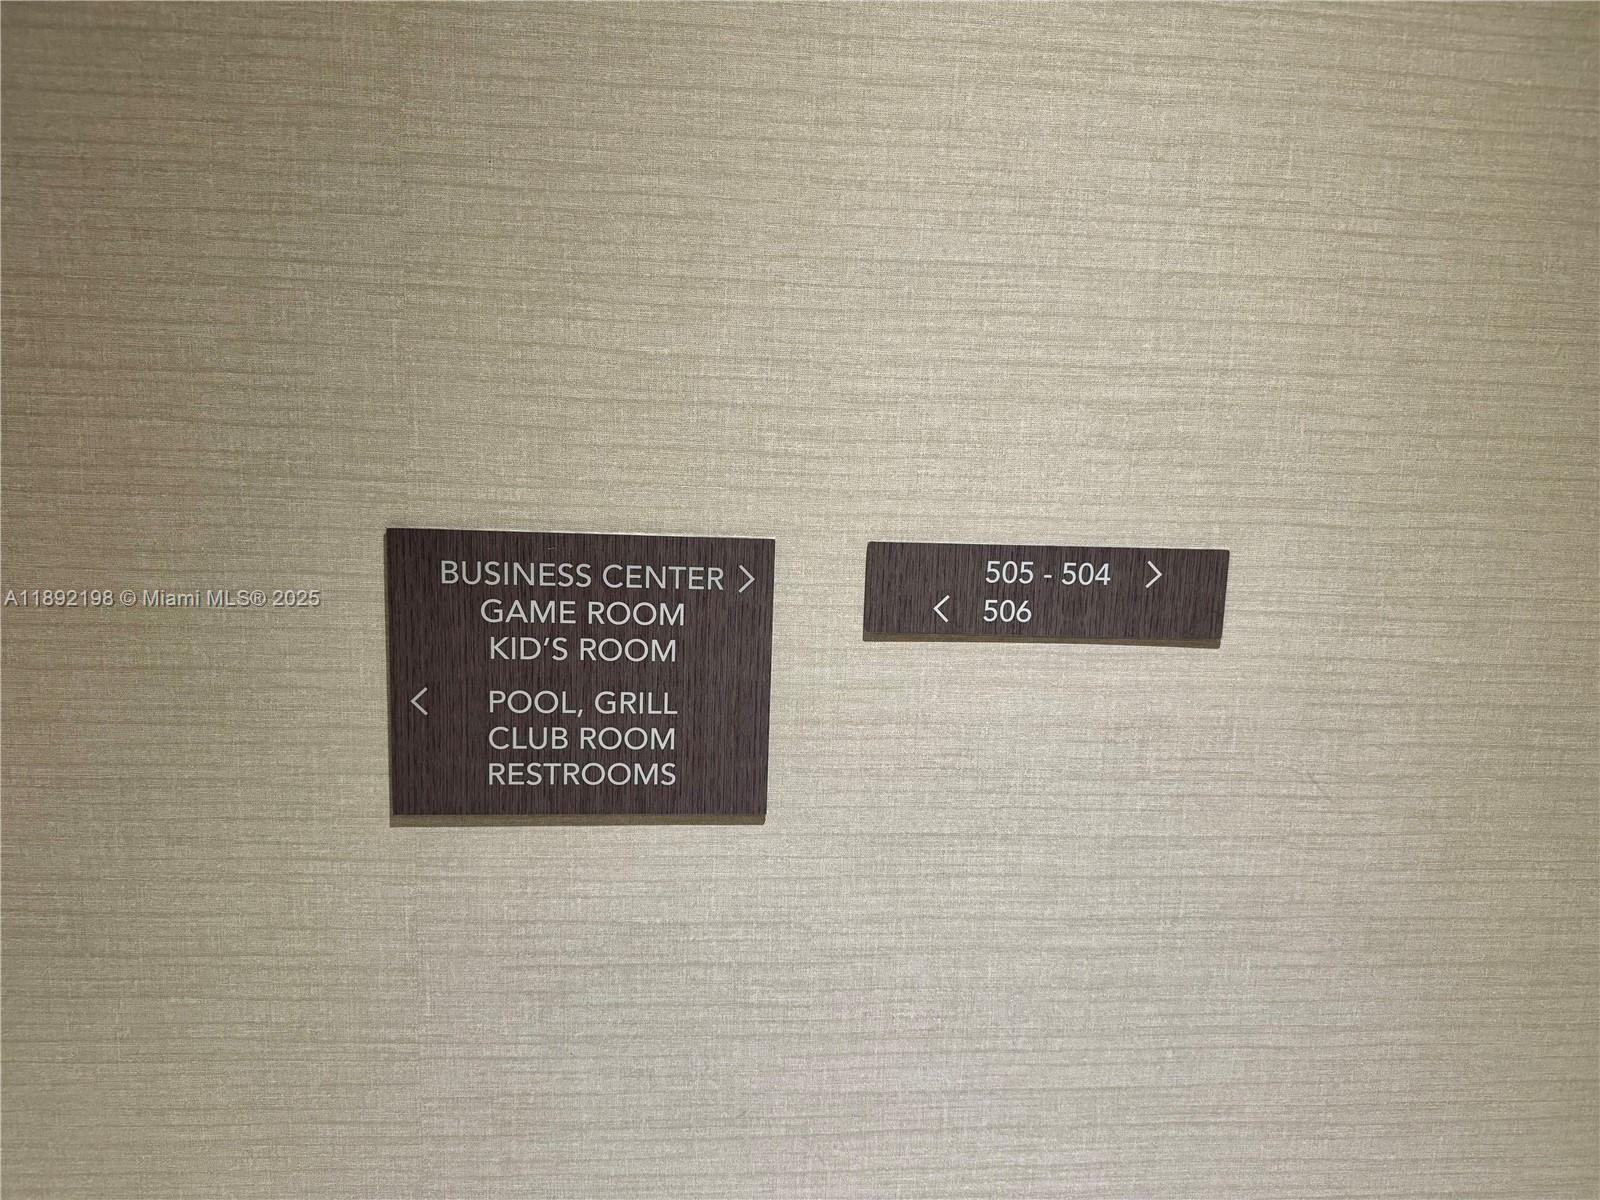 BUSINESS CENTER >
GAME ROOM
KID'S ROOM
< POOL, GRILL
CLUB ROOM
RESTROOMS
505 - 504 >
< 506
A11892198 © Miami MLS® 2025